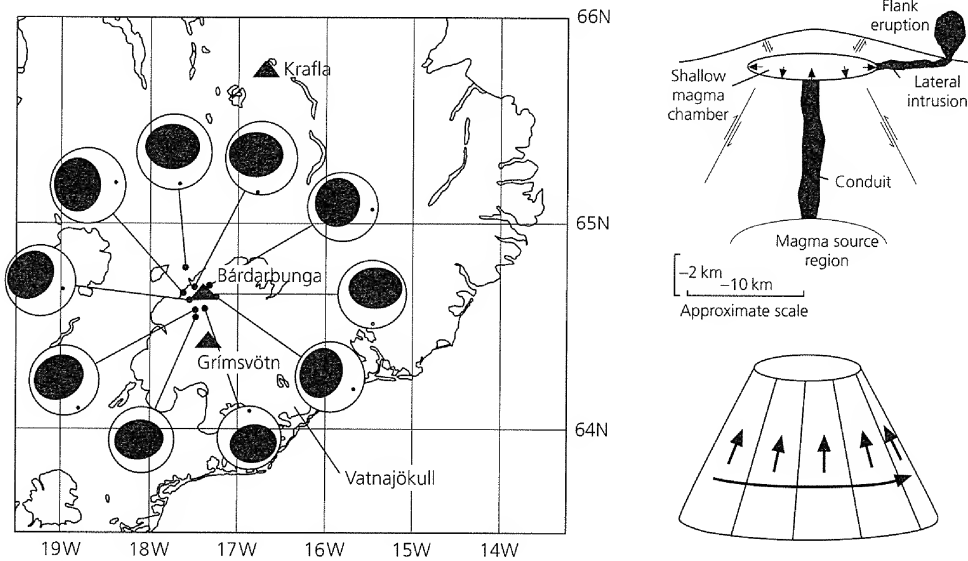 66N
Krafla
65N
Bárdarbunga
Grímsvötn
64N
Vatnajökull
19W
18W
17W
16W
15W
14W
Flank
eruption
Shallow
magma
chamber
Lateral
intrusion
Conduit
Magma source
region
–2 km
–10 km
Approximate scale